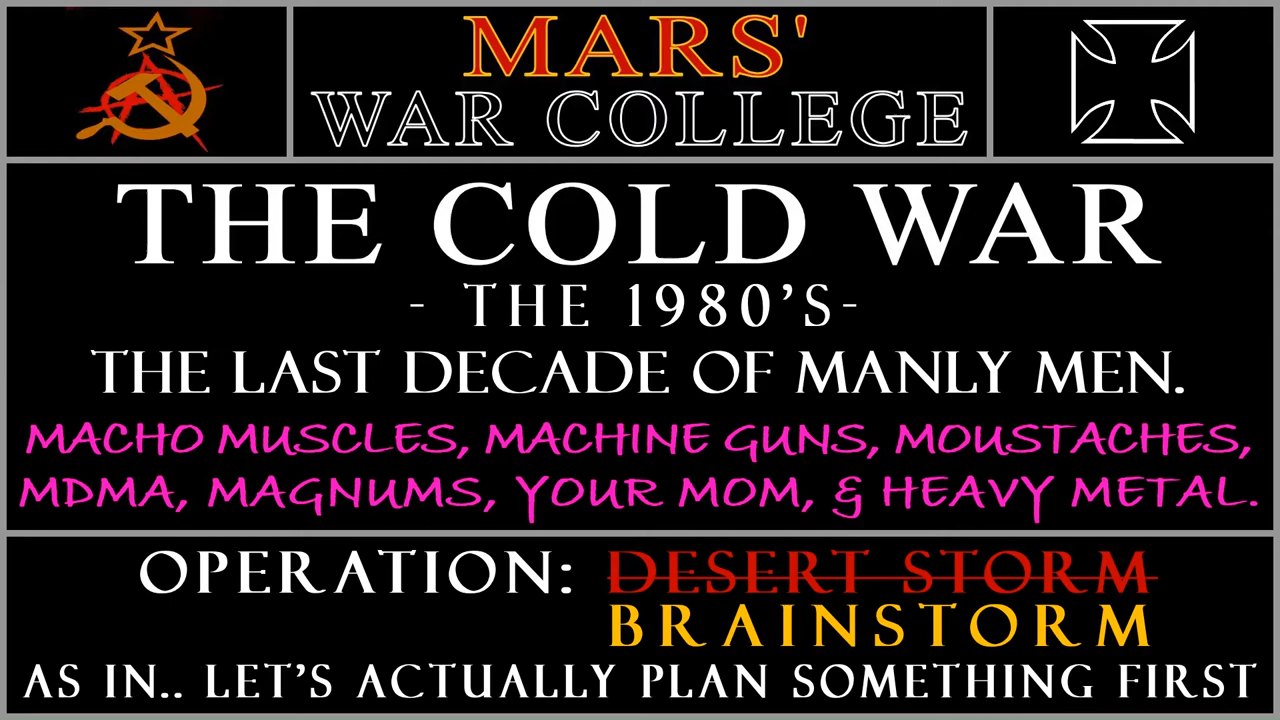 MARS'
WAR COLLEGE
THE COLD WAR
- THE 1980'S-
THE LAST DECADE OF MANLY MEN.
MACHO MUSCLES, MACHINE GUNS, MOUSTACHES,
MDMA, MAGNUMS, YOUR MOM, & HEAVY METAL.
OPERATION: DESERT STORM
BRAINSTORM
AS IN.. LET'S ACTUALLY PLAN SOMETHING FIRST